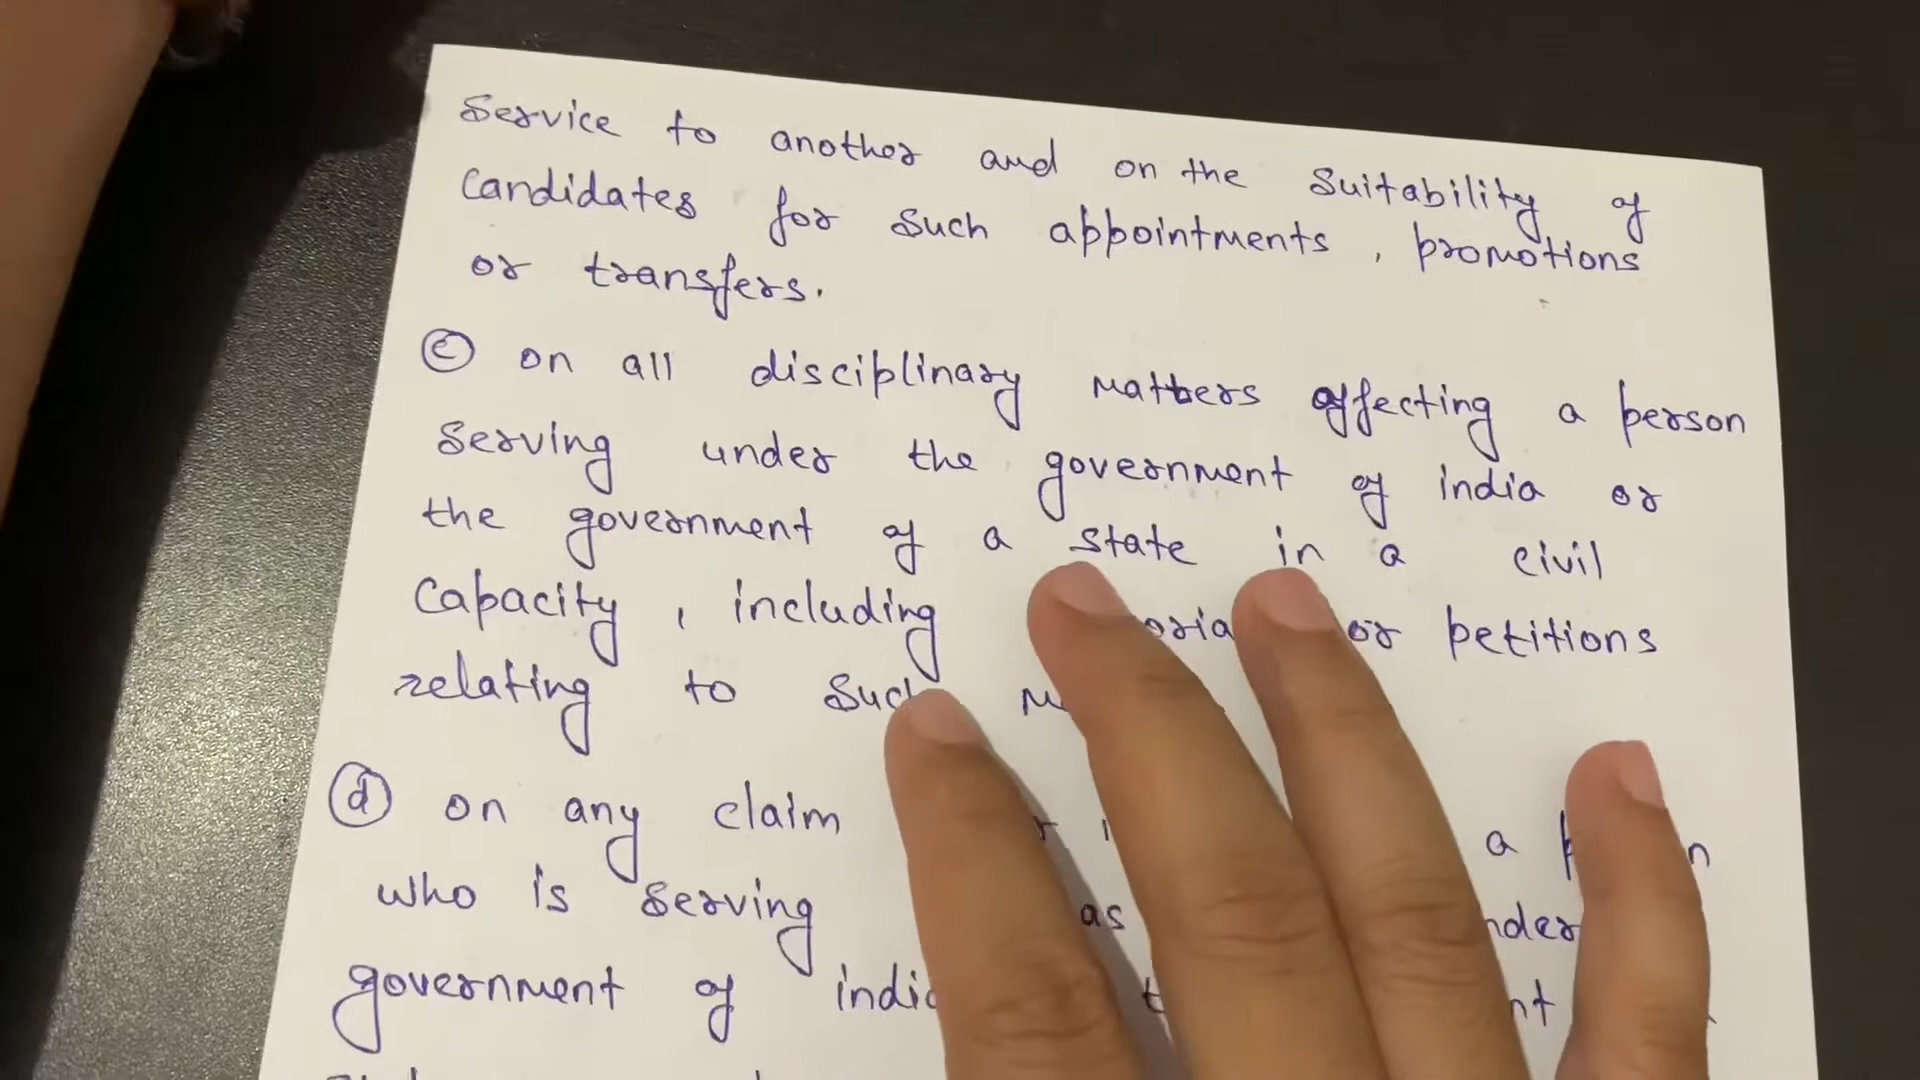 Service to another and on the suitability of
candidates for such appointments, promotions
or transfers.
ⓒ on all disciplinary matters affecting a person
serving under the government of india or
the government of a state in a civil
capacity, including or petitions
relating to such
ⓓ on any claim a
who is serving as
government of